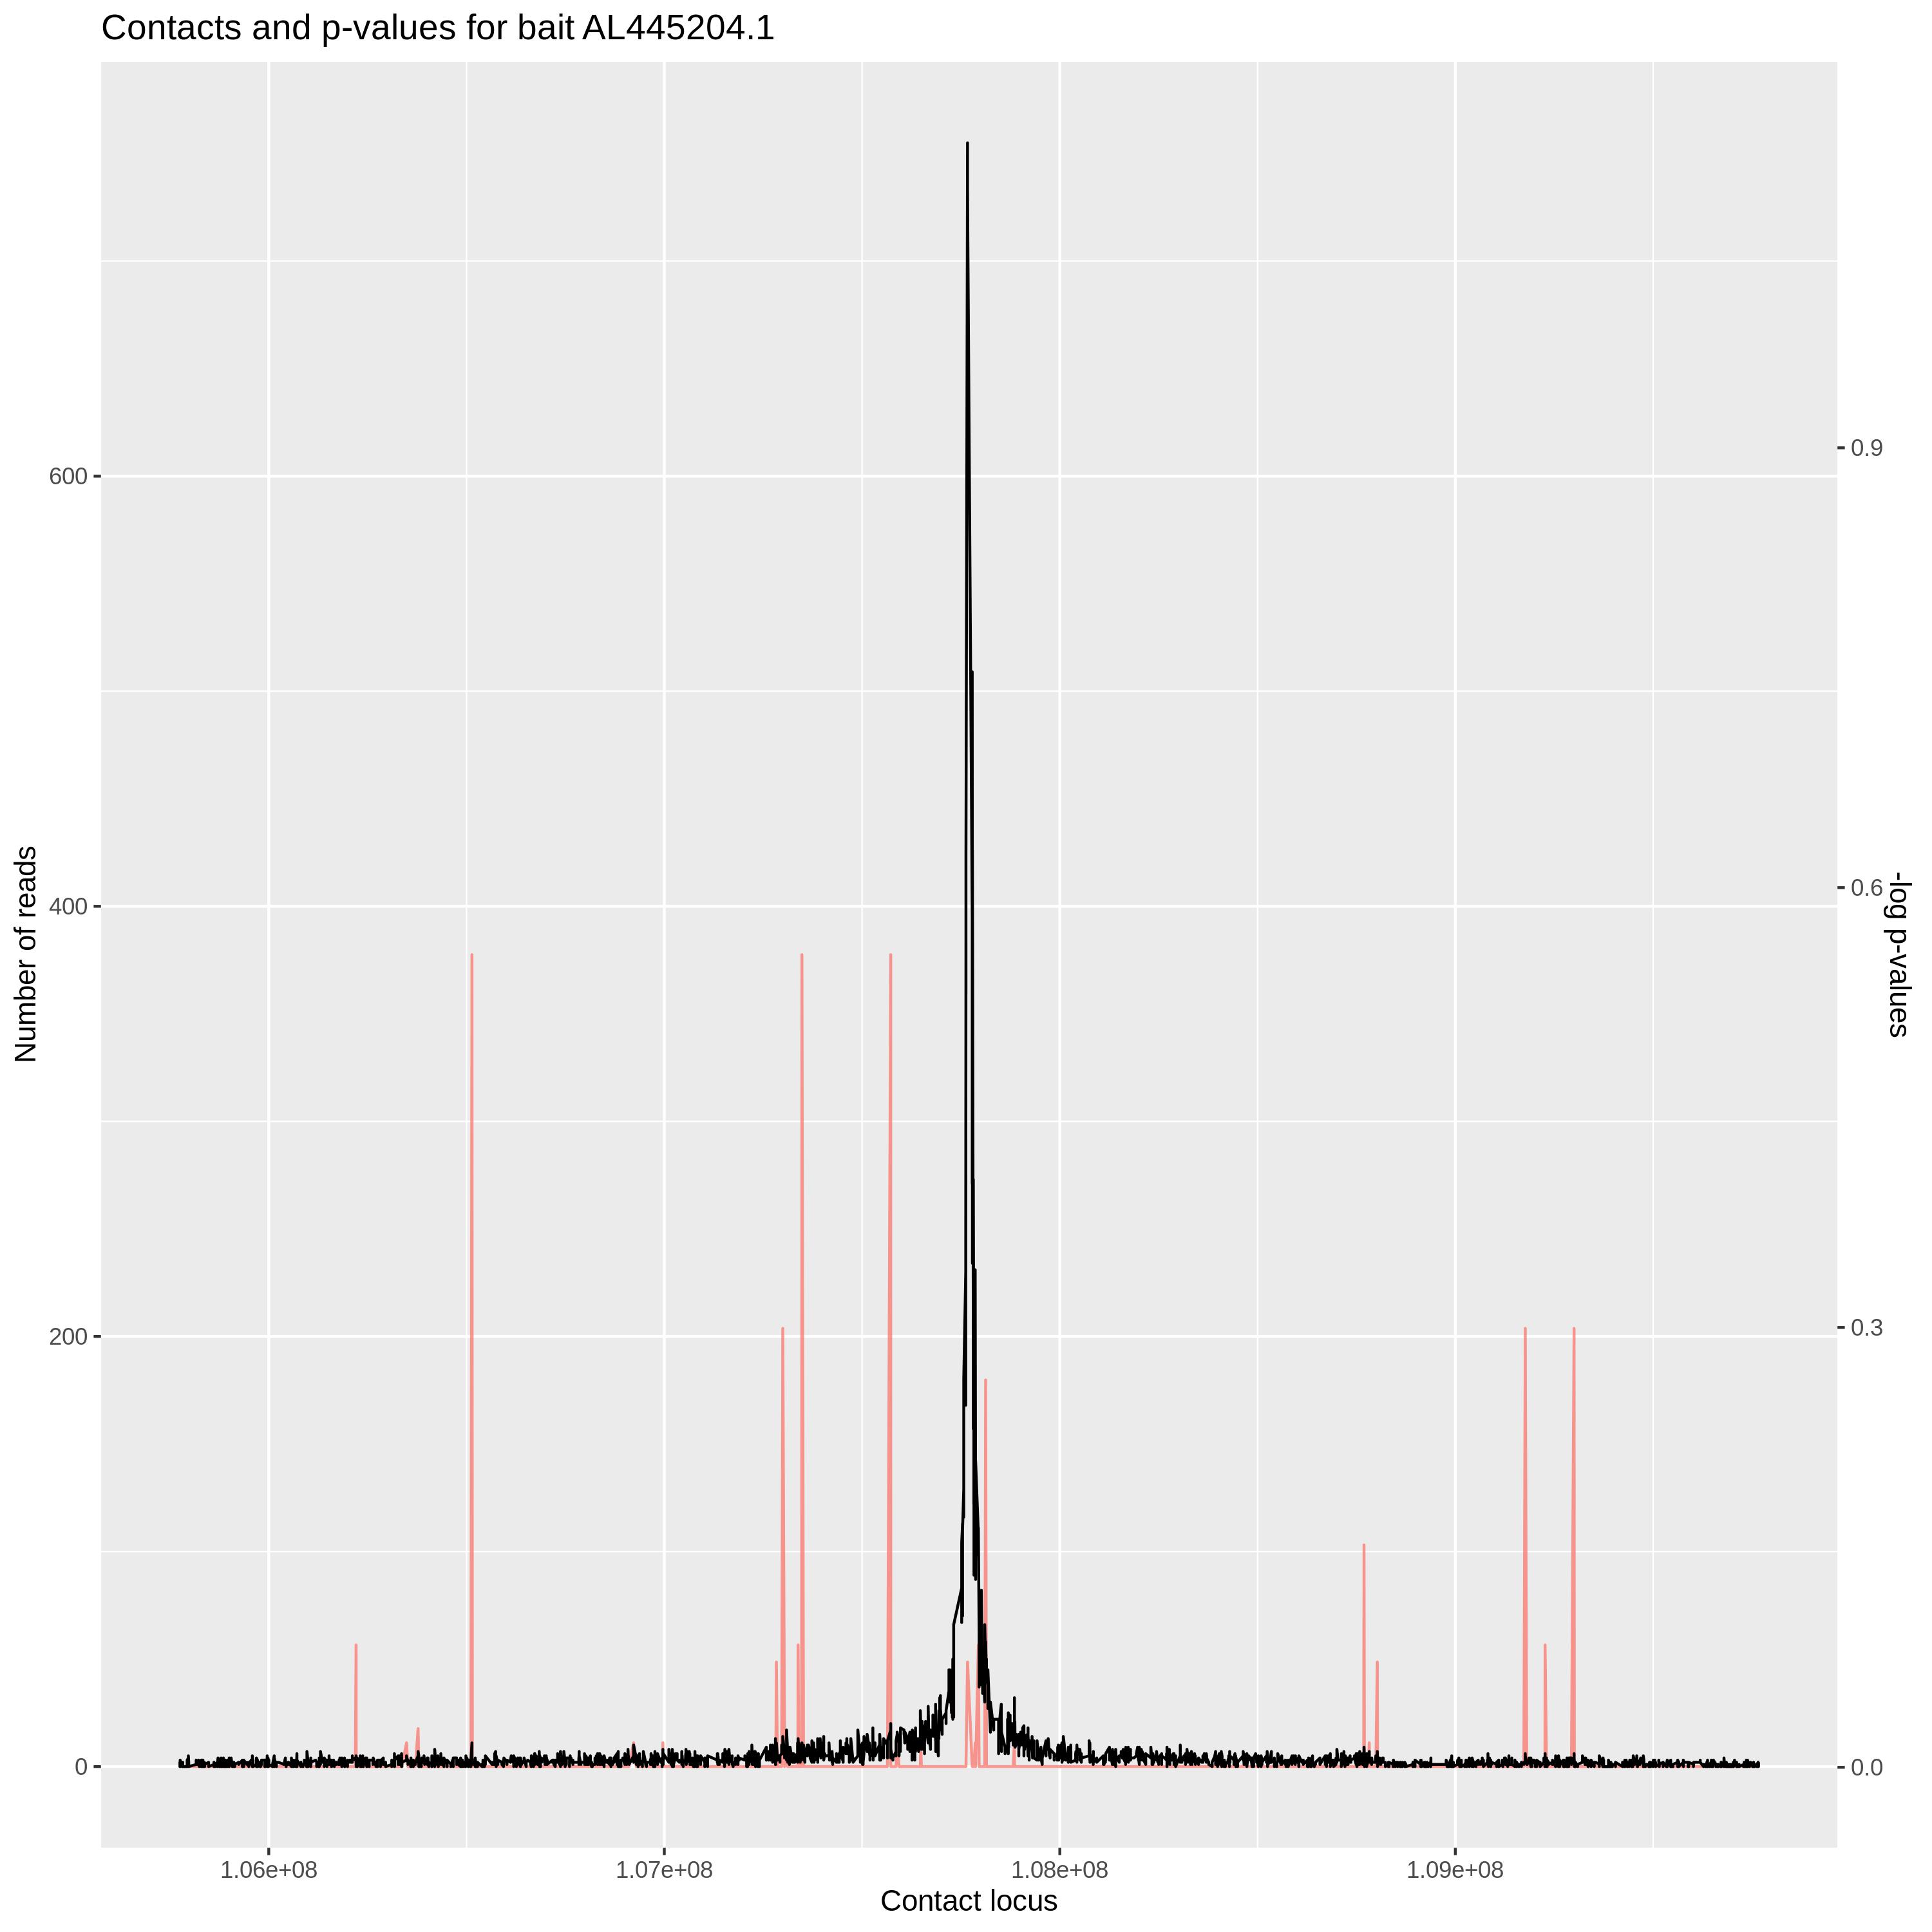 Contacts and p-values for bait AL445204.1
Number of reads
600
400
200
0
0.9
0.6
0.3
0.0
-log p-values
1.06e+08
1.07e+08
1.08e+08
1.09e+08
Contact locus